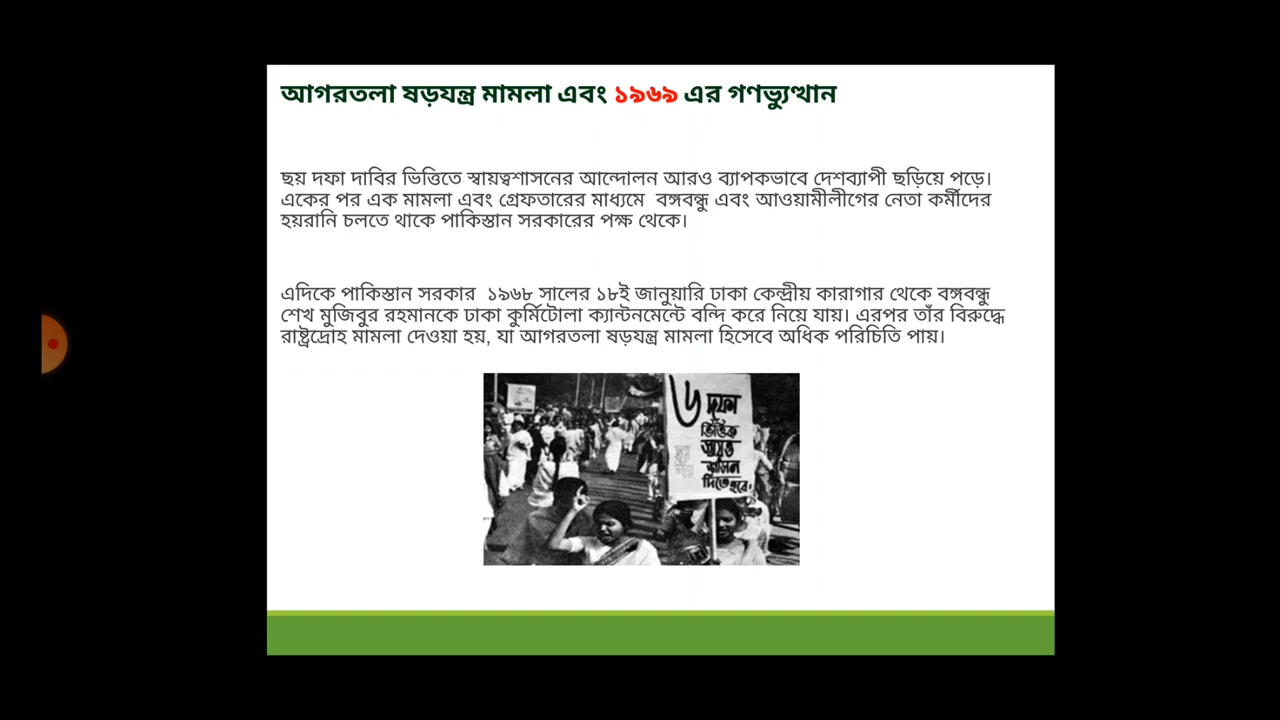 আগরতলা ষড়যন্ত্র মামলা এবং ১৯৬৯ এর গণভ্যুত্থান
ছয় দফা দাবির ভিত্তিতে স্বায়ত্বশাসনের আন্দোলন আরও ব্যাপকভাবে দেশব্যাপী ছড়িয়ে পড়ে।
একের পর এক মামলা এবং গ্রেফতারের মাধ্যমে বঙ্গবন্ধু এবং আওয়ামীলীগের নেতা কর্মীদের
হয়রানি চলতে থাকে পাকিস্তান সরকারের পক্ষ থেকে।
এদিকে পাকিস্তান সরকার ১৯৬৮ সালের ১৮ই জানুয়ারি ঢাকা কেন্দ্রীয় কারাগার থেকে বঙ্গবন্ধু
শেখ মুজিবুর রহমানকে ঢাকা কুর্মিটোলা ক্যান্টনমেন্টে বন্দি করে নিয়ে যায়। এরপর তাঁর বিরুদ্ধে
রাষ্ট্রদ্রোহ মামলা দেওয়া হয়, যা আগরতলা ষড়যন্ত্র মামলা হিসেবে অধিক পরিচিতি পায়।
৬ দফা
ভিত্তিক
স্বায়ত্ত
শাসন
দিতে হবে।